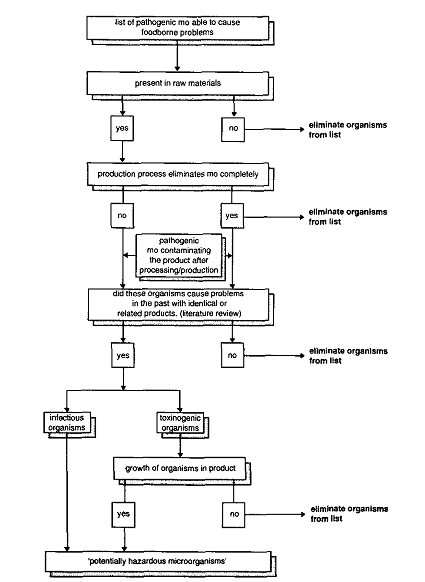 list of pathogenic mo able to cause
foodborne problems
present in raw materials
yes
no
eliminate organisms
from list
production process eliminates mo completely
no
yes
eliminate organisms
from list
pathogenic
mo contaminating
the product after
processing/production
did these organisms cause problems
in the past with identical or
related products. (literature review)
yes
no
eliminate organisms
from list
infectious
organisms
toxinogenic
organisms
growth of organisms in product
yes
no
eliminate organisms
from list
'potentially hazardous microorganisms'